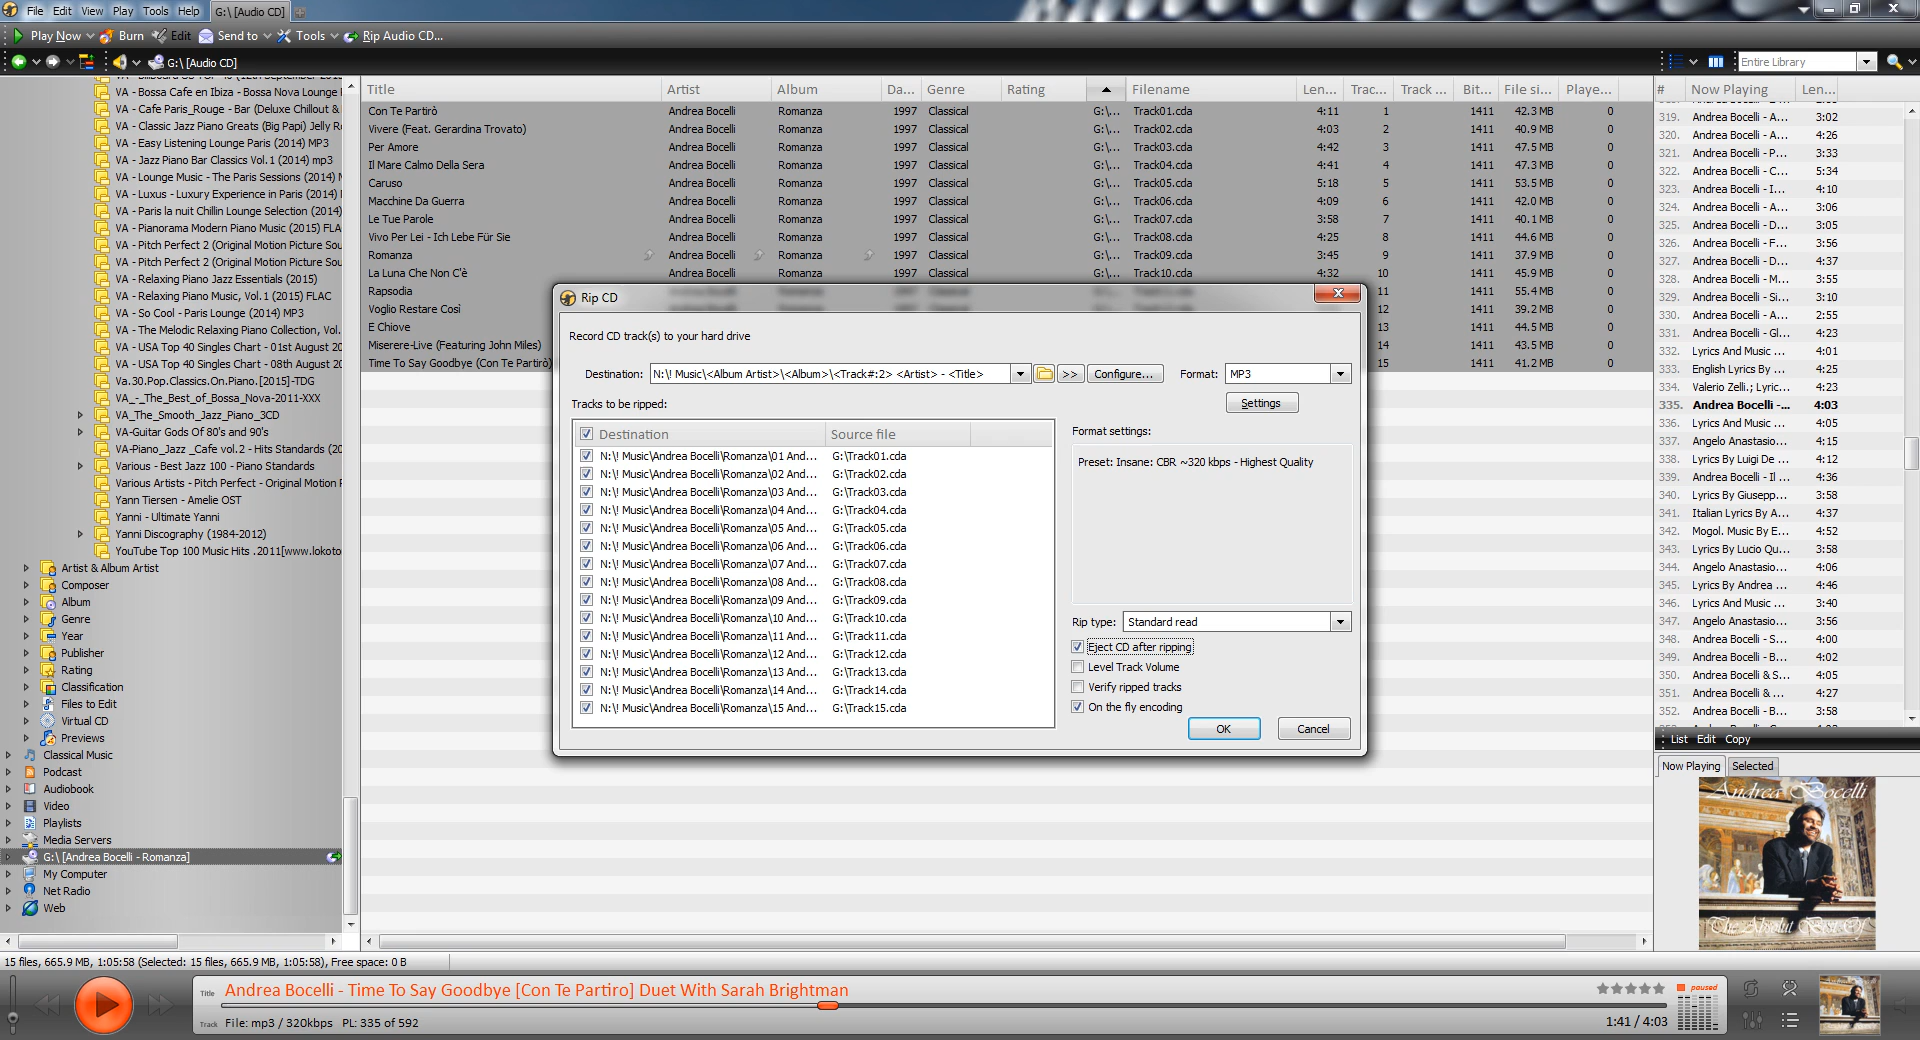 File Edit View Play Tools Help G:\ [Audio CD]
Play Now Burn Edit Send to Tools Rip Audio CD...
G:\ [Audio CD] Entire Library
VA - Bossa Cafe en Ibiza - Bossa Nova Lounge
VA - Cafe Paris_Rouge - Bar (Deluxe Chillout &
VA - Classic Jazz Piano Greats (Big Papi) Jelly R
VA - Easy Listening Lounge Paris (2014) MP3
VA - Jazz Piano Bar Classics Vol.1 (2014) mp3
VA - Lounge Music - The Paris Sessions (2014)
VA - Luxus - Luxury Experience in Paris (2014)
VA - Paris la nuit Chillin Lounge Selection (2014)
VA - Pianorama Modern Piano Music (2015) FLA
VA - Pitch Perfect 2 (Original Motion Picture Sou
VA - Pitch Perfect 2 (Original Motion Picture Sou
VA - Relaxing Piano Jazz Essentials (2015)
VA - Relaxing Piano Music, Vol.1 (2015) FLAC
VA - So Cool - Paris Lounge (2014) MP3
VA - The Melodic Relaxing Piano Collection, Vol.
VA - USA Top 40 Singles Chart - 01st August 20
VA - USA Top 40 Singles Chart - 08th August 20
Va.30.Pop.Classics.On.Piano.[2015]-TDG
VA_-_The_Best_of_Bossa_Nova-2011-XXX
VA_The_Smooth_Jazz_Piano_3CD
VA-Guitar Gods Of 80's and 90's
VA-Piano_Jazz _Cafe vol.2 - Hits Standards (20
Various - Best Jazz 100 - Piano Standards
Various Artists - Pitch Perfect - Original Motion
Yann Tiersen - Amelie OST
Yanni - Ultimate Yanni
Yanni Discography (1984-2012)
YouTube Top 100 Music Hits .2011[www.lokoto
Artist & Album Artist
Composer
Album
Genre
Year
Publisher
Rating
Classification
Files to Edit
Virtual CD
Previews
Classical Music
Podcast
Audiobook
Video
Playlists
Media Servers
G:\ [Andrea Bocelli - Romanza]
My Computer
Net Radio
Web
Title Artist Album Da... Genre Rating Filename Len... Trac... Track ... Bit... File si... Playe...
Con Te Partirò Andrea Bocelli Romanza 1997 Classical G:\... Track01.cda 4:11 1 1411 42.3 MB 0
Vivere (Feat. Gerardina Trovato) Andrea Bocelli Romanza 1997 Classical G:\... Track02.cda 4:03 2 1411 40.9 MB 0
Per Amore Andrea Bocelli Romanza 1997 Classical G:\... Track03.cda 4:42 3 1411 47.5 MB 0
Il Mare Calmo Della Sera Andrea Bocelli Romanza 1997 Classical G:\... Track04.cda 4:41 4 1411 47.3 MB 0
Caruso Andrea Bocelli Romanza 1997 Classical G:\... Track05.cda 5:18 5 1411 53.5 MB 0
Macchine Da Guerra Andrea Bocelli Romanza 1997 Classical G:\... Track06.cda 4:09 6 1411 42.0 MB 0
Le Tue Parole Andrea Bocelli Romanza 1997 Classical G:\... Track07.cda 3:58 7 1411 40.1 MB 0
Vivo Per Lei - Ich Lebe Für Sie Andrea Bocelli Romanza 1997 Classical G:\... Track08.cda 4:25 8 1411 44.6 MB 0
Romanza Andrea Bocelli Romanza 1997 Classical G:\... Track09.cda 3:45 9 1411 37.9 MB 0
La Luna Che Non C'è Andrea Bocelli Romanza 1997 Classical G:\... Track10.cda 4:32 10 1411 45.9 MB 0
Rapsodia 11 1411 55.4 MB 0
Voglio Restare Così 12 1411 39.2 MB 0
E Chiove 13 1411 44.5 MB 0
Miserere-Live (Featuring John Miles) 14 1411 43.5 MB 0
Time To Say Goodbye (Con Te Partirò) 15 1411 41.2 MB 0
Rip CD
Record CD track(s) to your hard drive
Destination: N:\! Music\<Album Artist>\<Album>\<Track#:2> <Artist> - <Title> >> Configure... Format: MP3
Tracks to be ripped: Settings
Destination Source file
N:\! Music\Andrea Bocelli\Romanza\01 And... G:\Track01.cda
N:\! Music\Andrea Bocelli\Romanza\02 And... G:\Track02.cda
N:\! Music\Andrea Bocelli\Romanza\03 And... G:\Track03.cda
N:\! Music\Andrea Bocelli\Romanza\04 And... G:\Track04.cda
N:\! Music\Andrea Bocelli\Romanza\05 And... G:\Track05.cda
N:\! Music\Andrea Bocelli\Romanza\06 And... G:\Track06.cda
N:\! Music\Andrea Bocelli\Romanza\07 And... G:\Track07.cda
N:\! Music\Andrea Bocelli\Romanza\08 And... G:\Track08.cda
N:\! Music\Andrea Bocelli\Romanza\09 And... G:\Track09.cda
N:\! Music\Andrea Bocelli\Romanza\10 And... G:\Track10.cda
N:\! Music\Andrea Bocelli\Romanza\11 And... G:\Track11.cda
N:\! Music\Andrea Bocelli\Romanza\12 And... G:\Track12.cda
N:\! Music\Andrea Bocelli\Romanza\13 And... G:\Track13.cda
N:\! Music\Andrea Bocelli\Romanza\14 And... G:\Track14.cda
N:\! Music\Andrea Bocelli\Romanza\15 And... G:\Track15.cda
Format settings:
Preset: Insane: CBR ~320 kbps - Highest Quality
Rip type: Standard read
Eject CD after ripping
Level Track Volume
Verify ripped tracks
On the fly encoding
OK Cancel
# Now Playing Len...
319. Andrea Bocelli - A... 3:02
320. Andrea Bocelli - A... 4:26
321. Andrea Bocelli - P... 3:33
322. Andrea Bocelli - C... 5:34
323. Andrea Bocelli - I... 4:10
324. Andrea Bocelli - A... 3:06
325. Andrea Bocelli - D... 3:05
326. Andrea Bocelli - F... 3:56
327. Andrea Bocelli - D... 4:37
328. Andrea Bocelli - M... 3:55
329. Andrea Bocelli - Si... 3:10
330. Andrea Bocelli - A... 2:55
331. Andrea Bocelli - Gl... 4:23
332. Lyrics And Music ... 4:01
333. English Lyrics By ... 4:25
334. Valerio Zelli.; Lyric... 4:23
335. Andrea Bocelli -... 4:03
336. Lyrics And Music ... 4:05
337. Angelo Anastasio... 4:15
338. Lyrics By Luigi De ... 4:12
339. Andrea Bocelli - Il ... 4:36
340. Lyrics By Giusepp... 3:58
341. Italian Lyrics By A... 4:37
342. Mogol. Music By E... 4:52
343. Lyrics By Lucio Qu... 3:58
344. Angelo Anastasio... 4:06
345. Lyrics By Andrea ... 4:46
346. Lyrics And Music ... 3:40
347. Angelo Anastasio... 3:56
348. Andrea Bocelli - S... 4:00
349. Andrea Bocelli - B... 4:02
350. Andrea Bocelli & S... 4:05
351. Andrea Bocelli & ... 4:27
352. Andrea Bocelli - B... 3:58
List Edit Copy
Now Playing Selected
Andrea Bocelli
The Absolut Best Of
15 files, 665.9 MB, 1:05:58 (Selected: 15 files, 665.9 MB, 1:05:58), Free space: 0 B
Title Andrea Bocelli - Time To Say Goodbye [Con Te Partiro] Duet With Sarah Brightman paused
Track File: mp3 / 320kbps PL: 335 of 592 1:41 / 4:03